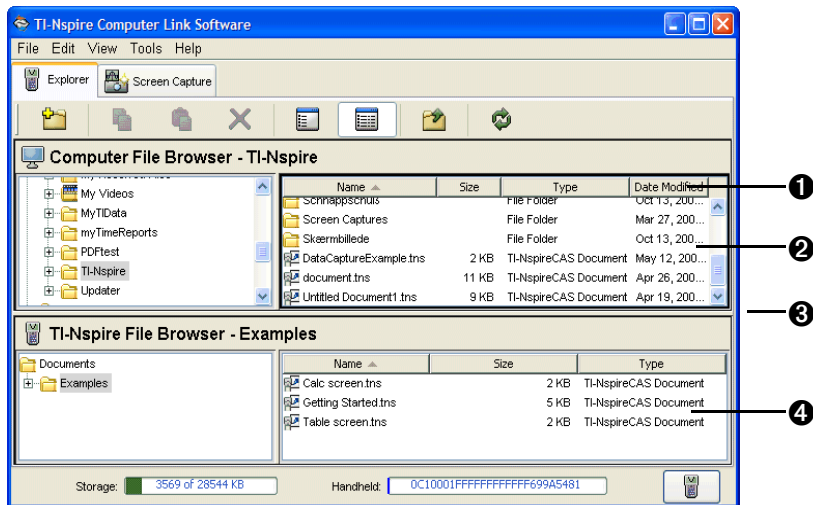 TI-Nspire Computer Link Software
File Edit View Tools Help
Explorer Screen Capture
Computer File Browser - TI-Nspire
My Videos
MyTIData
myTimeReports
PDFtest
TI-Nspire
Updater
Name Size Type Date Modified
Schnappschuß File Folder Oct 13, 200...
Screen Captures File Folder Mar 27, 200...
Skærmbillede File Folder Oct 13, 200...
DataCaptureExample.tns 2 KB TI-NspireCAS Document May 12, 200...
document.tns 11 KB TI-NspireCAS Document Apr 26, 200...
Untitled Document1.tns 9 KB TI-NspireCAS Document Apr 19, 200...
❶
❷
❸
TI-Nspire File Browser - Examples
Documents
Examples
Name Size Type
Calc screen.tns 2 KB TI-NspireCAS Document
Getting Started.tns 5 KB TI-NspireCAS Document
Table screen.tns 2 KB TI-NspireCAS Document
❹
Storage: 3569 of 28544 KB Handheld: 0C10001FFFFFFFFFFFF699A5481